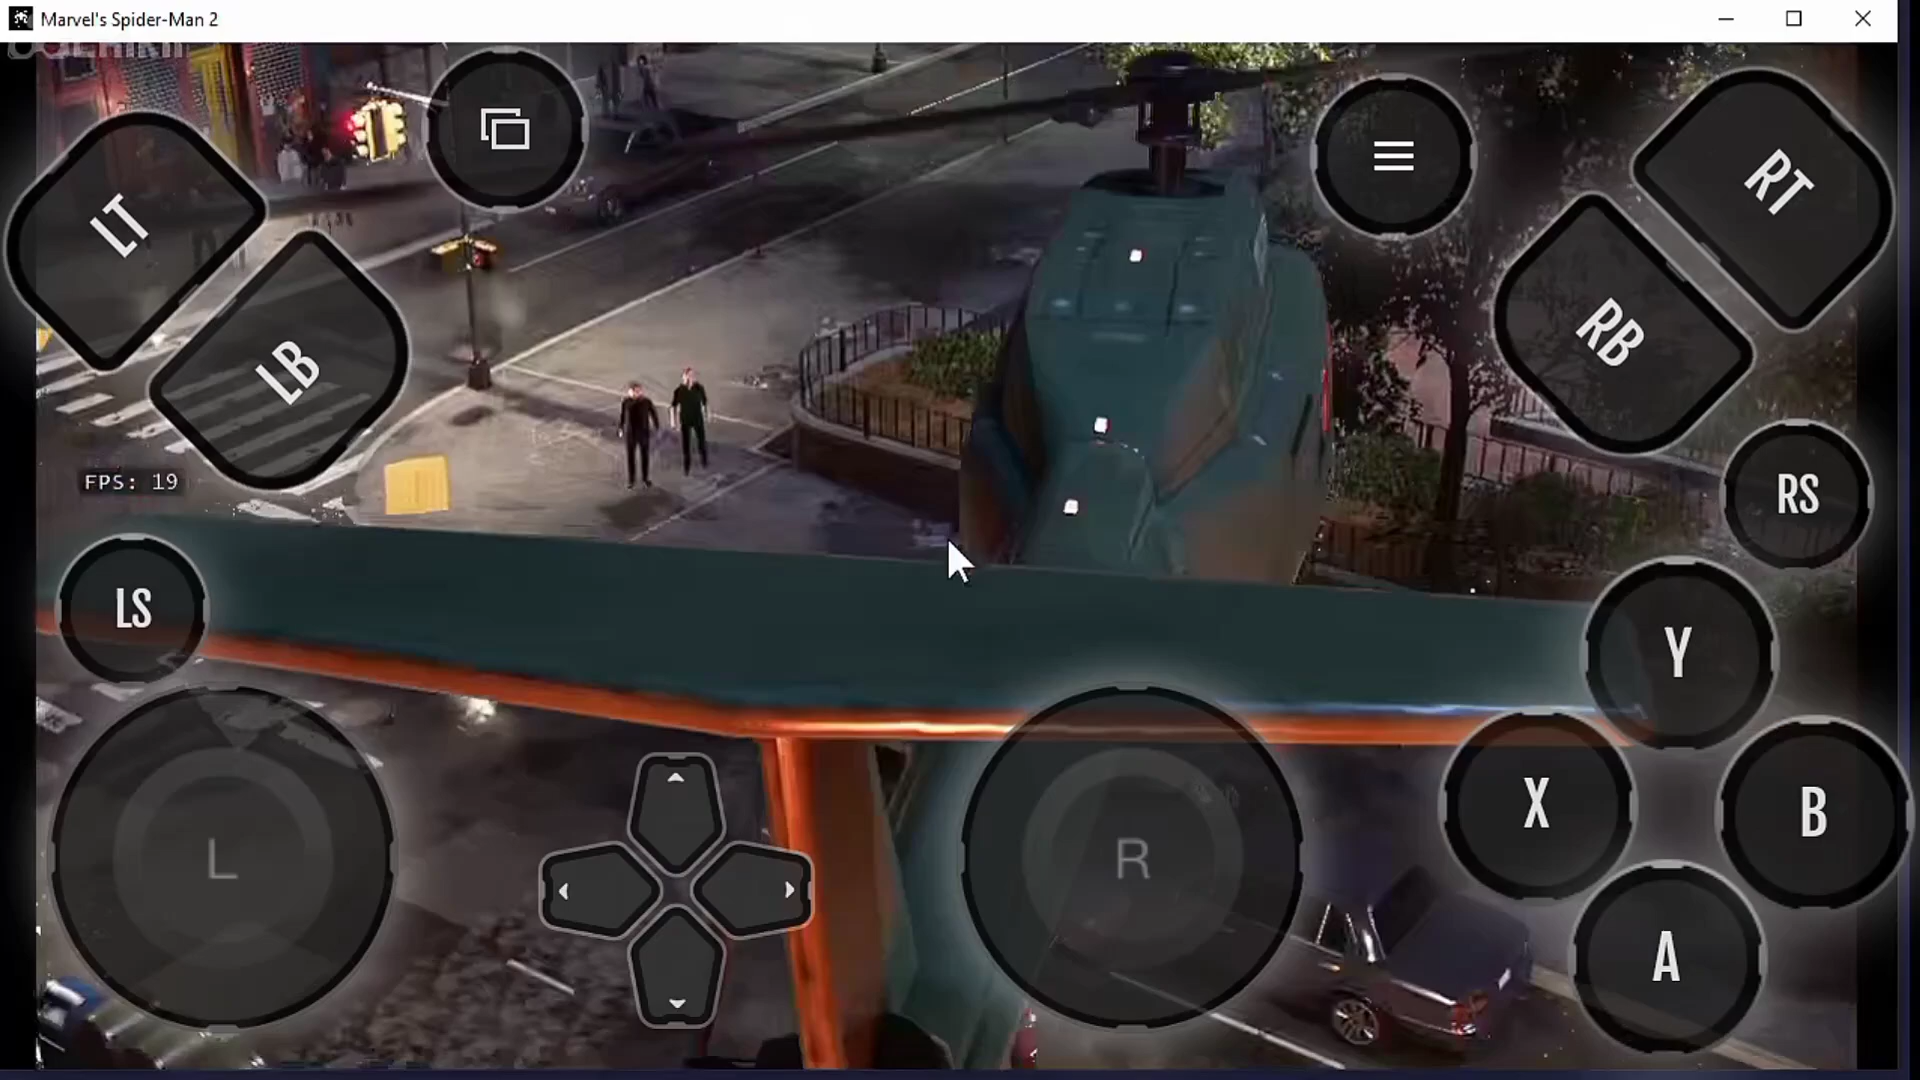 Marvel's Spider-Man 2
LT
RT
LB
RB
FPS: 19
RS
LS
Y
X
B
L
R
A